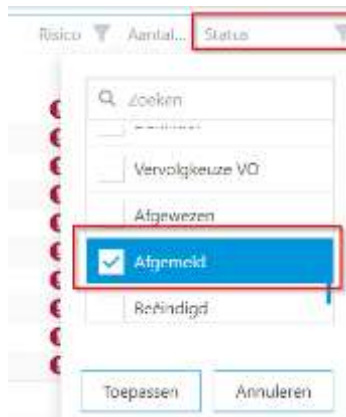 Risico Aantal... Status
Zoeken
Vervolgkeuze VO
Afgewezen
Afgemeld
Beëindigd
Toepassen Annuleren